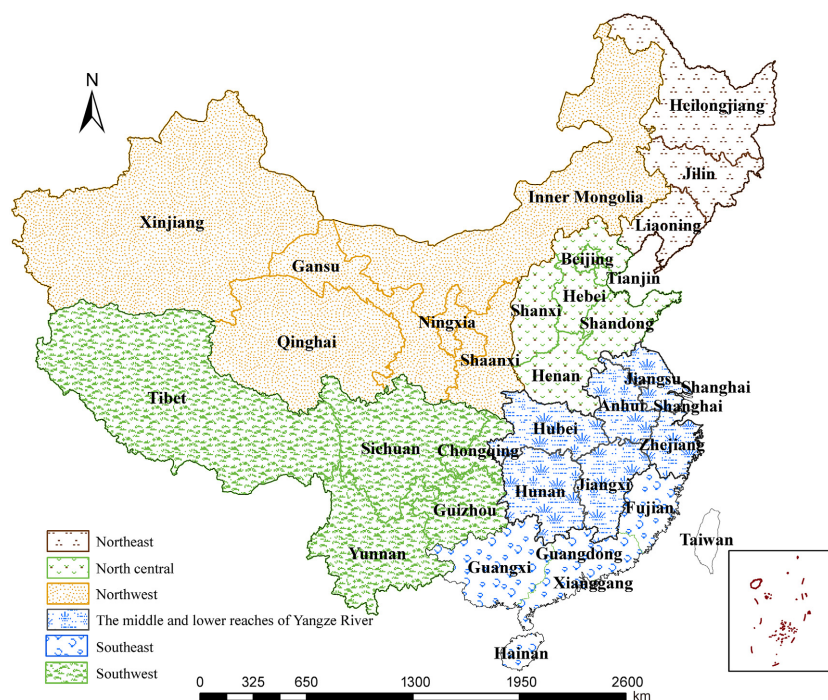 N
Heilongjiang
Jilin
Inner Mongolia
Liaoning
Xinjiang
Gansu
Beijing
Tianjin
Hebei
Shanxi
Shandong
Ningxia
Qinghai
Shaanxi
Henan
Jiangsu
Shanghai
Tibet
Anhui
Shanghai
Hubei
Zhejiang
Sichuan
Chongqing
Hunan
Jiangxi
Guizhou
Fujian
Taiwan
Yunnan
Guangdong
Guangxi
Xianggang
Hainan
Northeast
North central
Northwest
The middle and lower reaches of Yangze River
Southeast
Southwest
0 325 650 1300 1950 2600
km